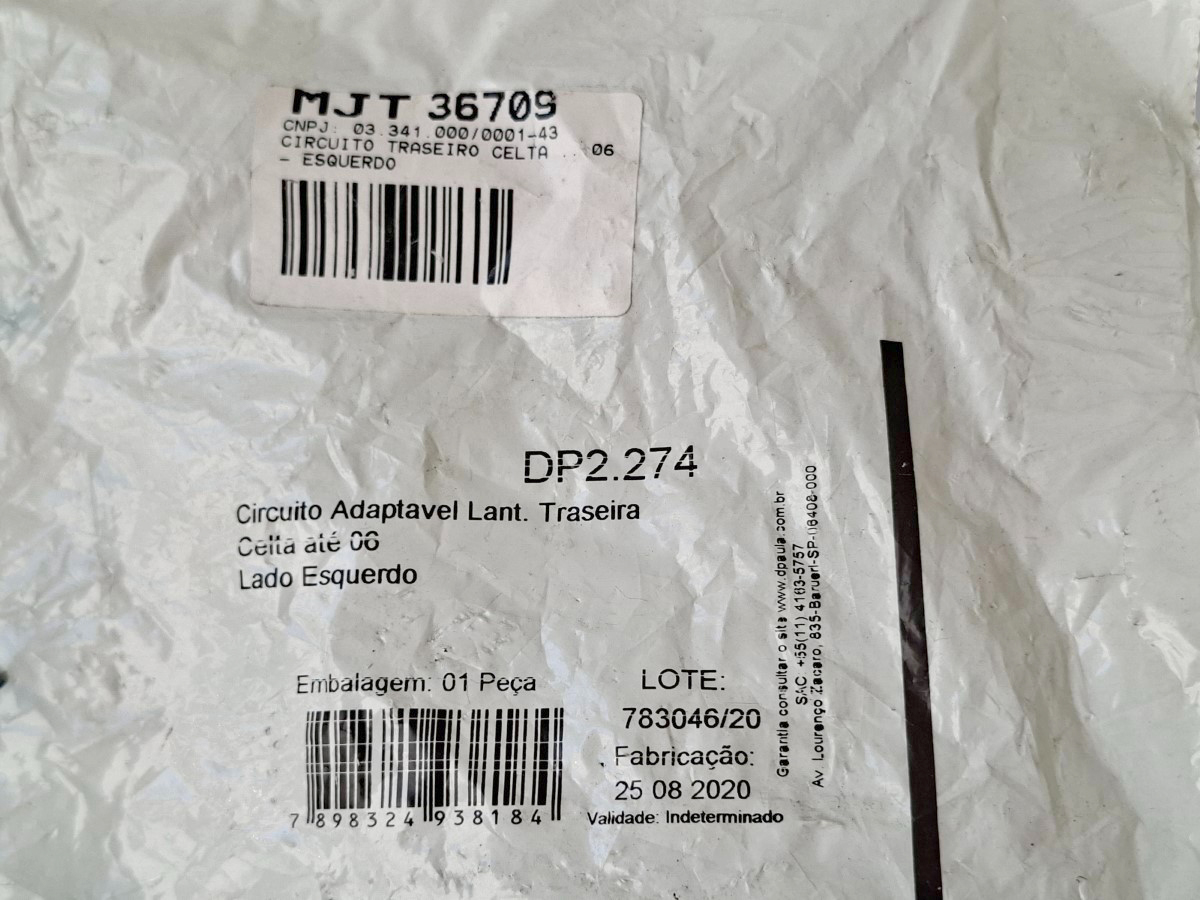 MJT 36709
CNPJ: 03.341.000/0001-43
CIRCUITO TRASEIRO CELTA ... 06
- ESQUERDO
DP2.274
Circuito Adaptavel Lant. Traseira
Celta até 06
Lado Esquerdo
Embalagem: 01 Peça
7 898324 938184
LOTE:
783046/20
Fabricação:
25 08 2020
Validade: Indeterminado
Garantia consultar o site www.dpaula.com.br
SAC +55(11) 4163-5757
Av. Lourenço Zacaro, 835-Barueri-SP-06408-000